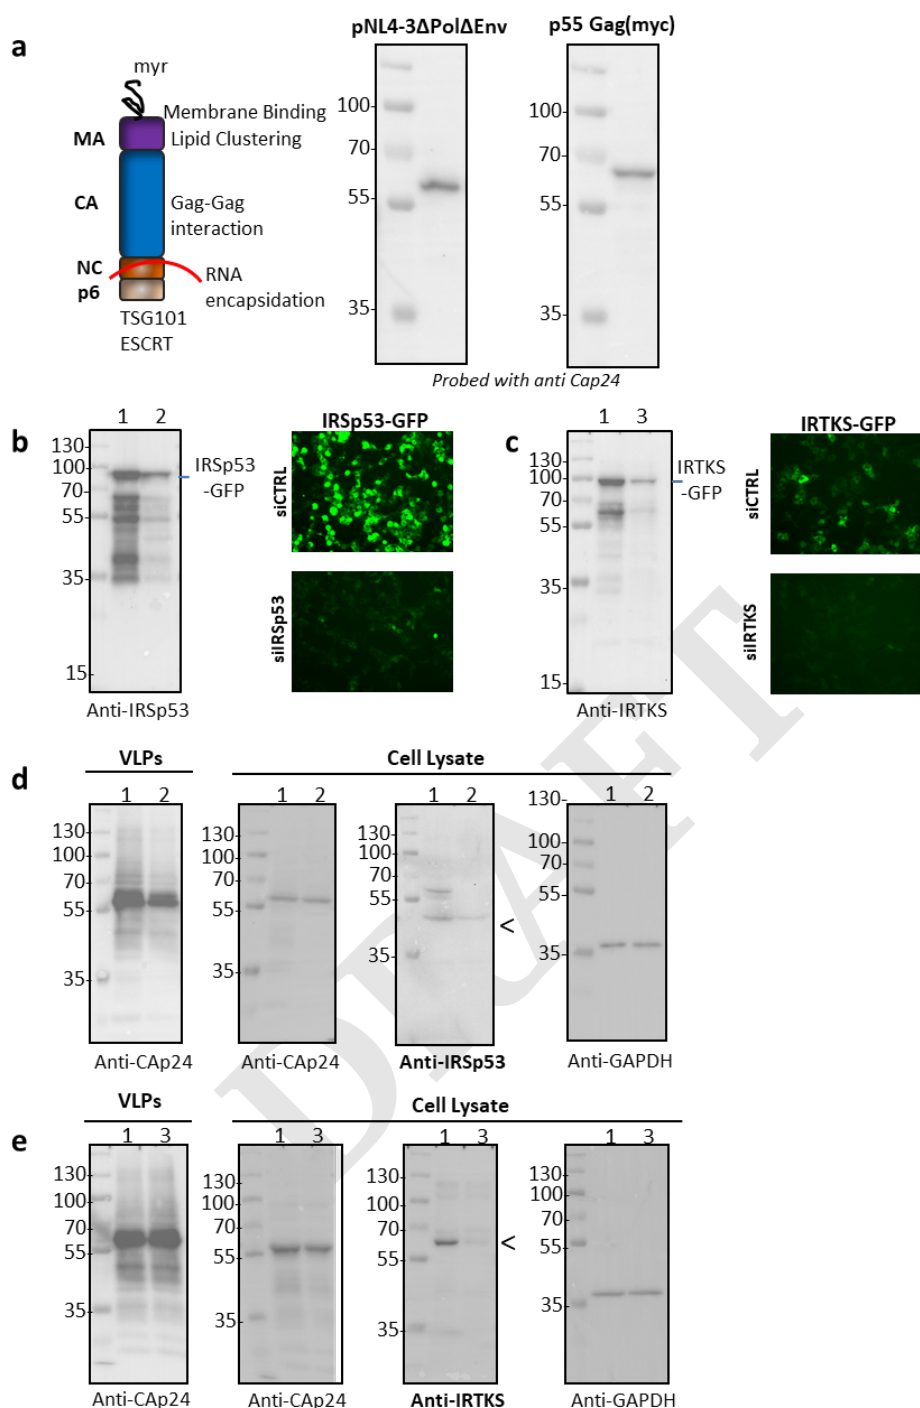 a
pNL4-3ΔPolΔEnv
p55 Gag(myc)
myr
Membrane Binding
MA
Lipid Clustering
CA
Gag-Gag
interaction
NC
RNA
p6
encapsidation
TSG101
ESCRT
100
70
55
35
100
70
55
35
Probed with anti Cap24
b
1 2
130
100
70
55
35
15
IRSp53
-GFP
Anti-IRSp53
IRSp53-GFP
siCTRL
siIRSp53
c
1 3
130
100
70
55
35
15
IRTKS
-GFP
Anti-IRTKS
IRTKS-GFP
siCTRL
siIRTKS
d
VLPs
Cell Lysate
1 2
130
100
70
55
35
Anti-CAp24
1 2
130
100
70
55
35
Anti-CAp24
1 2
130
100
70
55
35
<
Anti-IRSp53
1 2
130
100
70
55
35
Anti-GAPDH
e
VLPs
Cell Lysate
1 3
130
100
70
55
35
Anti-CAp24
1 3
130
100
70
55
35
Anti-CAp24
1 3
130
100
70
55
35
<
Anti-IRTKS
1 3
130
100
70
55
35
Anti-GAPDH
DRAFT